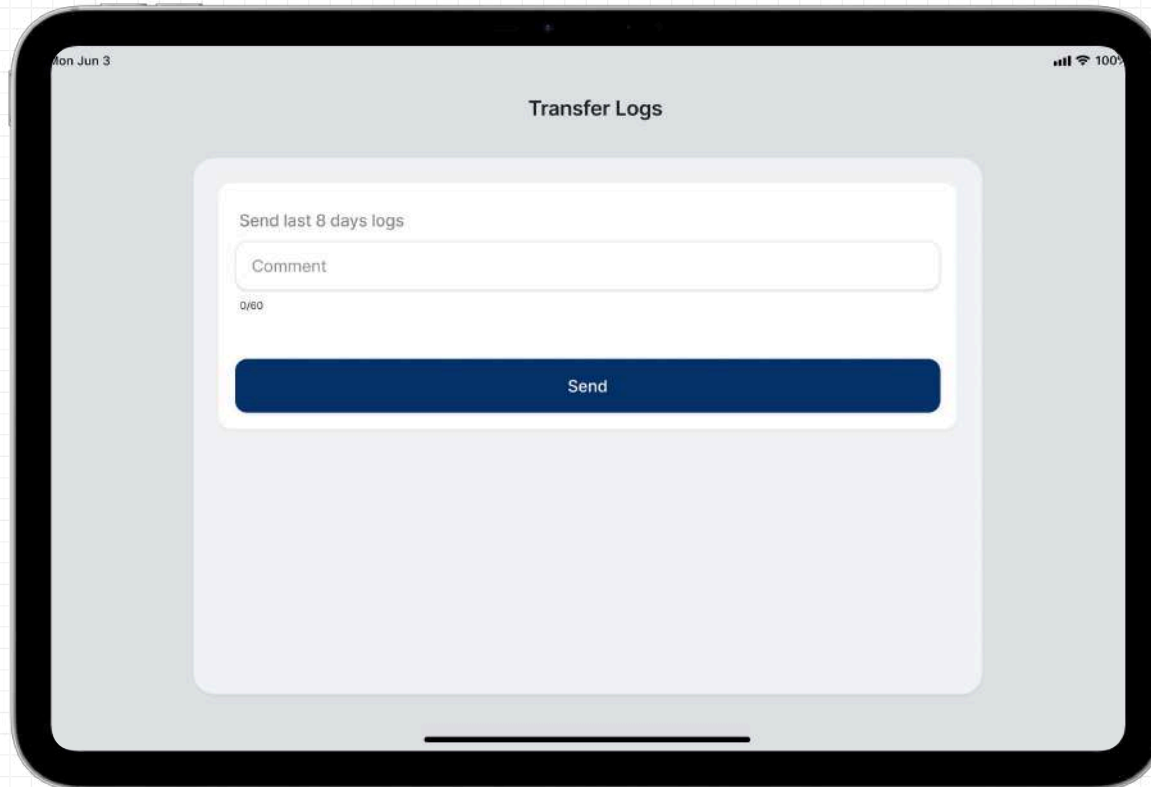 Mon Jun 3
100%
Transfer Logs
Send last 8 days logs
Comment
0/60
Send